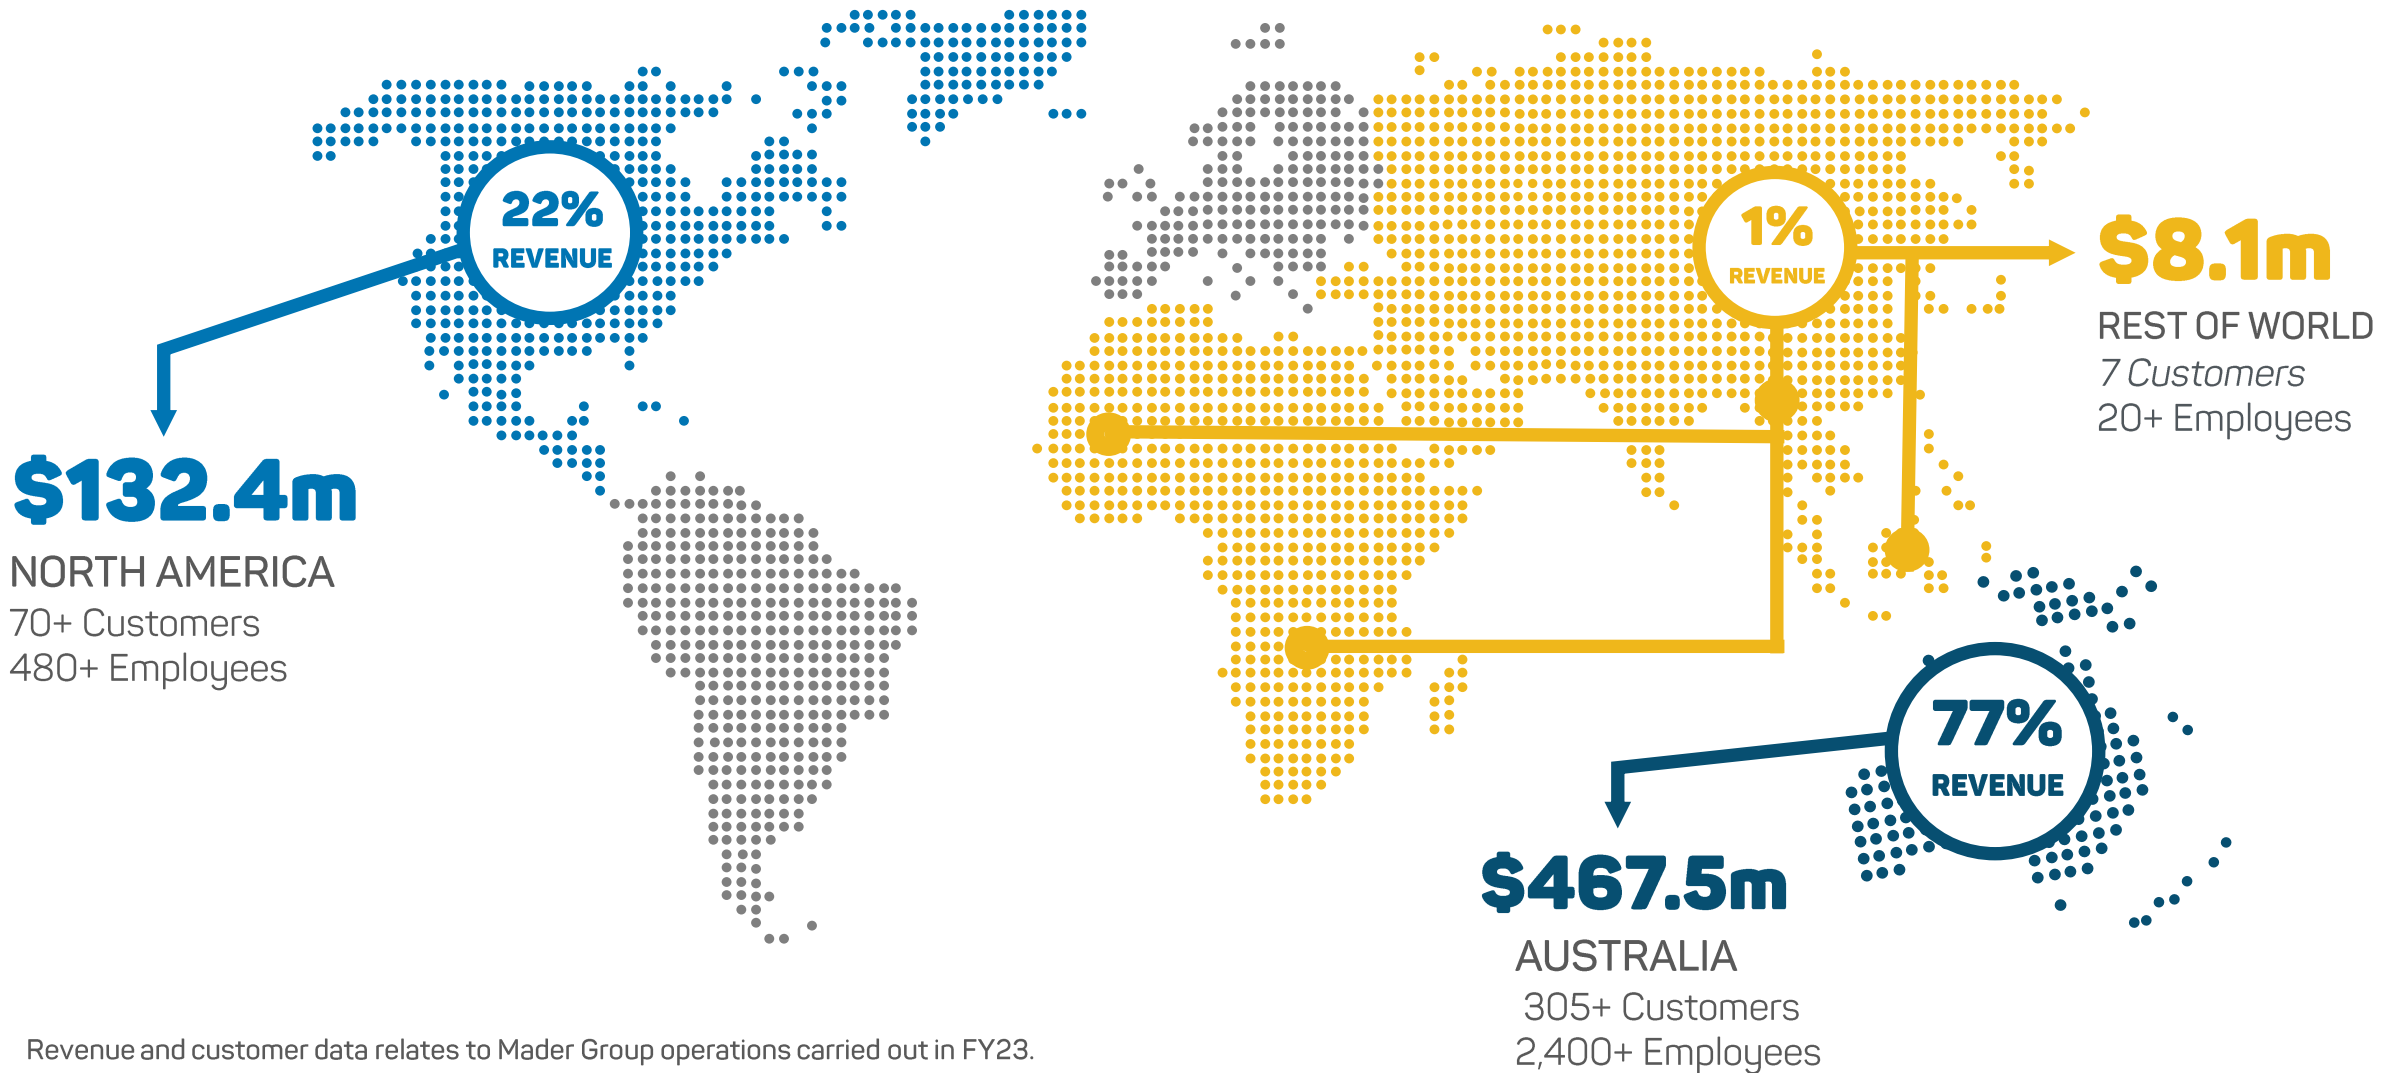 22%
REVENUE
$132.4m
NORTH AMERICA
70+ Customers
480+ Employees
1%
REVENUE
$8.1m
REST OF WORLD
7 Customers
20+ Employees
77%
REVENUE
$467.5m
AUSTRALIA
305+ Customers
2,400+ Employees
Revenue and customer data relates to Mader Group operations carried out in FY23.